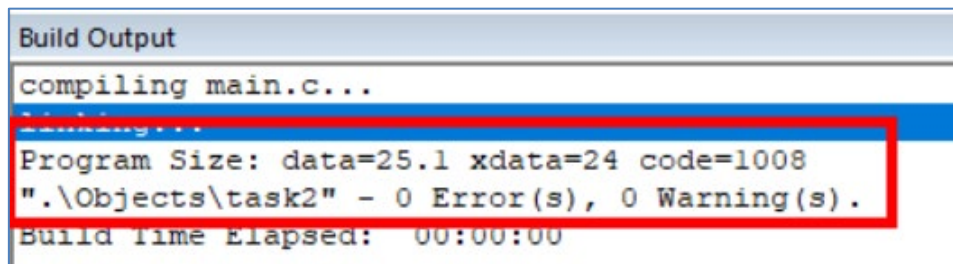 Build Output
compiling main.c...
linking...
Program Size: data=25.1 xdata=24 code=1008
".\Objects\task2" - 0 Error(s), 0 Warning(s).
Build Time Elapsed:  00:00:00